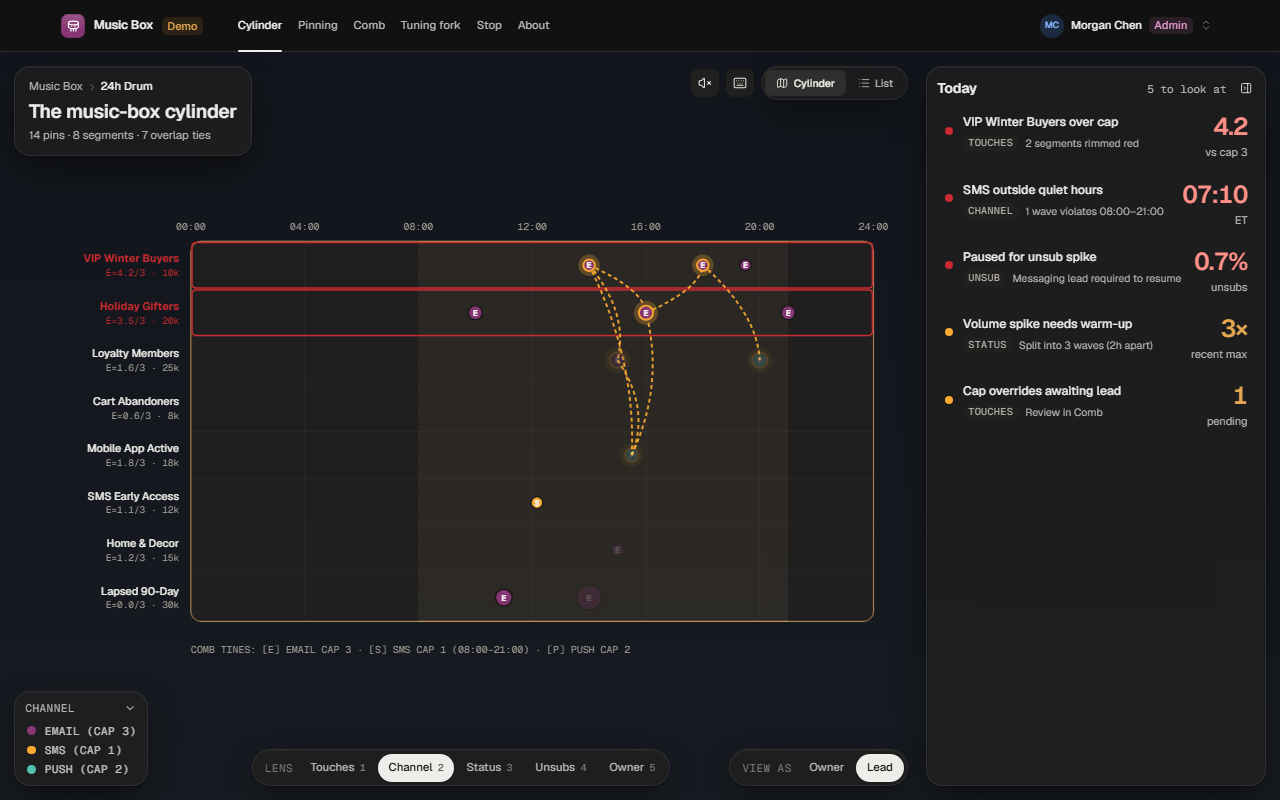 Music Box Demo Cylinder Pinning Comb Tuning fork Stop About MC Morgan Chen Admin
Music Box › 24h Drum
The music-box cylinder
14 pins · 8 segments · 7 overlap ties
Cylinder List
00:00 04:00 08:00 12:00 16:00 20:00 24:00
VIP Winter Buyers
E=4.2/3 · 10k
E E E
Holiday Gifters
E=3.5/3 · 20k
E E E
Loyalty Members
E=1.6/3 · 25k
Cart Abandoners
E=0.6/3 · 8k
Mobile App Active
E=1.8/3 · 18k
SMS Early Access
E=1.1/3 · 12k
S
Home & Decor
E=1.2/3 · 15k
E
Lapsed 90-Day
E=0.0/3 · 30k
E E
COMB TINES: [E] EMAIL CAP 3 · [S] SMS CAP 1 (08:00–21:00) · [P] PUSH CAP 2
CHANNEL
EMAIL (CAP 3)
SMS (CAP 1)
PUSH (CAP 2)
LENS Touches 1 Channel 2 Status 3 Unsubs 4 Owner 5
VIEW AS Owner Lead
Today 5 to look at
VIP Winter Buyers over cap 4.2
TOUCHES 2 segments rimmed red vs cap 3
SMS outside quiet hours 07:10
CHANNEL 1 wave violates 08:00–21:00 ET
Paused for unsub spike 0.7%
UNSUB Messaging lead required to resume unsubs
Volume spike needs warm-up 3×
STATUS Split into 3 waves (2h apart) recent max
Cap overrides awaiting lead 1
TOUCHES Review in Comb pending